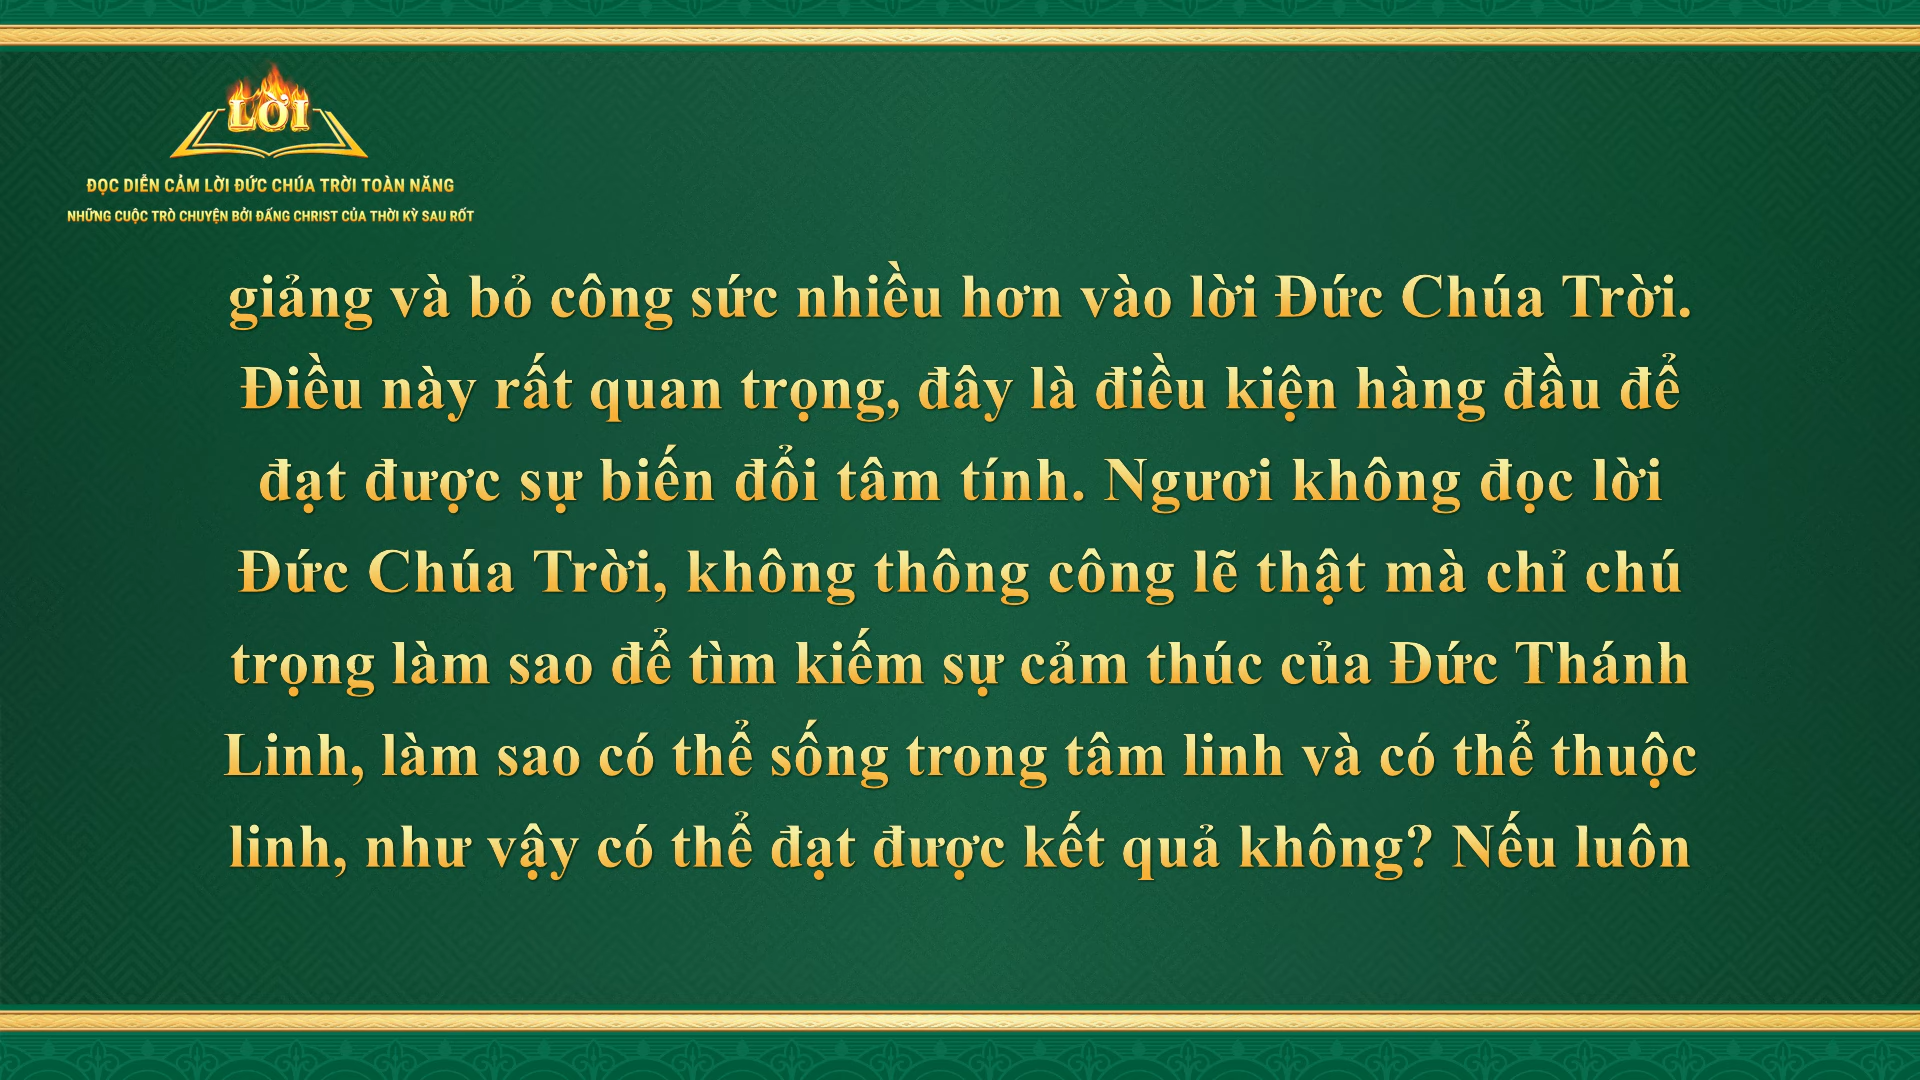 LỜI
ĐỌC DIỄN CẢM LỜI ĐỨC CHÚA TRỜI TOÀN NĂNG
NHỮNG CUỘC TRÒ CHUYỆN BỞI ĐẤNG CHRIST CỦA THỜI KỲ SAU RỐT
giảng và bỏ công sức nhiều hơn vào lời Đức Chúa Trời.
Điều này rất quan trọng, đây là điều kiện hàng đầu để
đạt được sự biến đổi tâm tính. Ngươi không đọc lời
Đức Chúa Trời, không thông công lẽ thật mà chỉ chú
trọng làm sao để tìm kiếm sự cảm thúc của Đức Thánh
Linh, làm sao có thể sống trong tâm linh và có thể thuộc
linh, như vậy có thể đạt được kết quả không? Nếu luôn